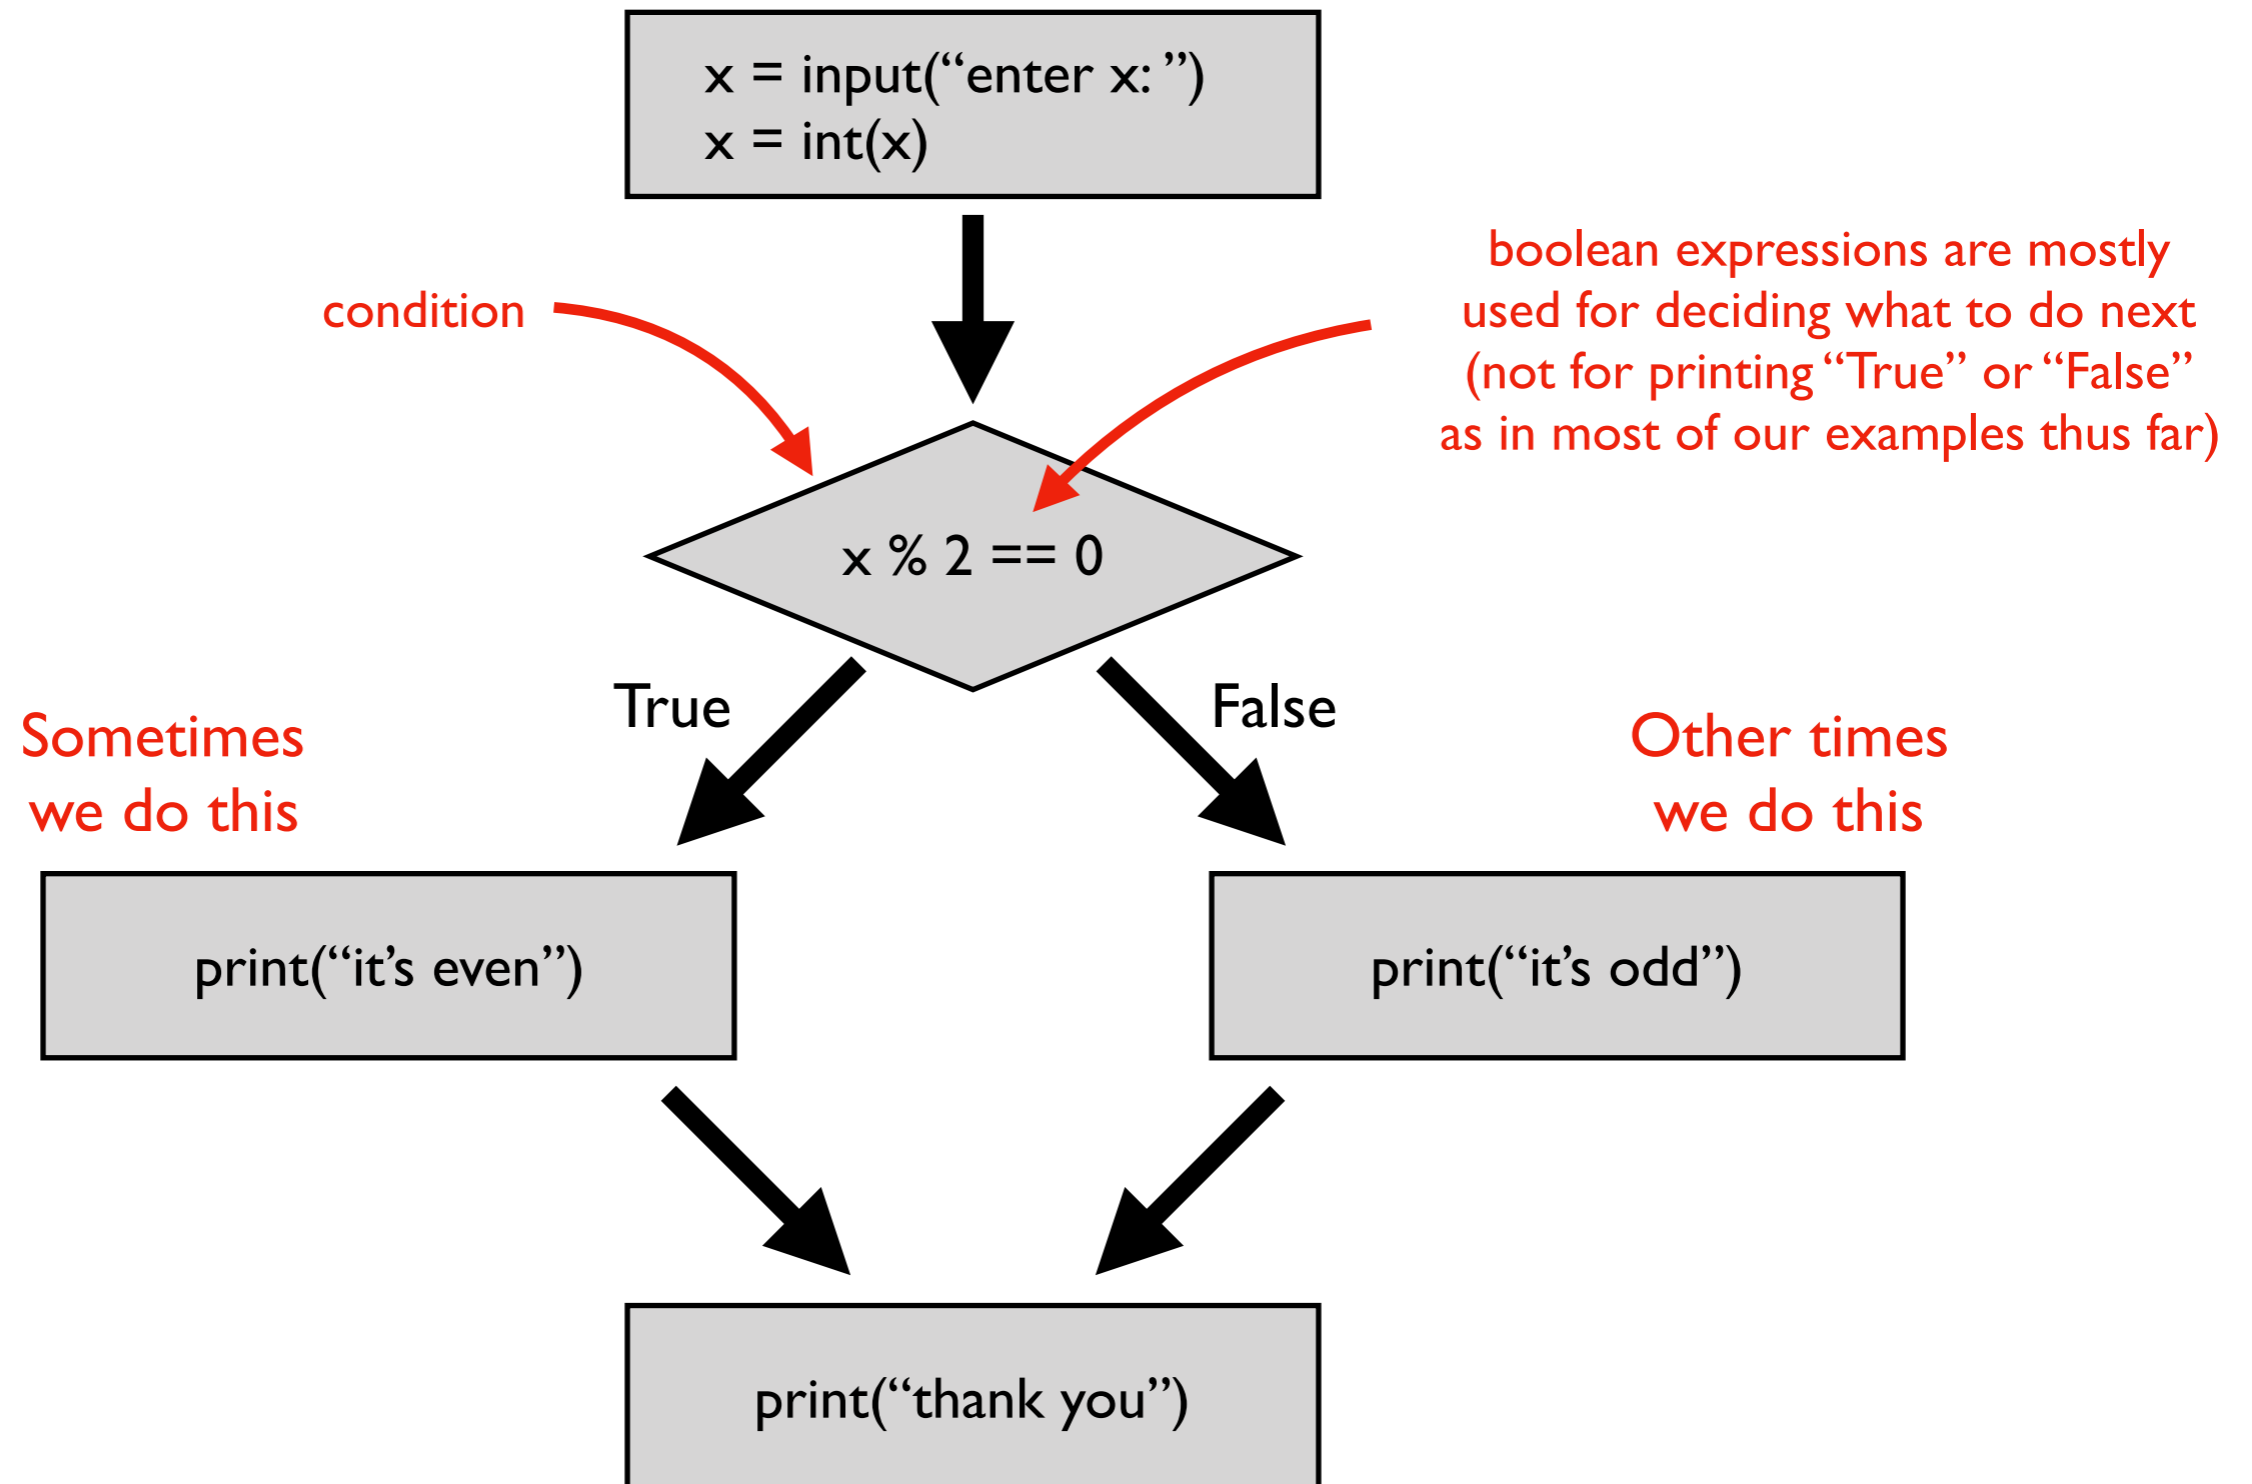 x = input(“enter x: ”)
x = int(x)
condition
boolean expressions are mostly
used for deciding what to do next
(not for printing “True” or “False”
as in most of our examples thus far)
x % 2 == 0
True
False
Sometimes
we do this
Other times
we do this
print(“it’s even”)
print(“it’s odd”)
print(“thank you”)